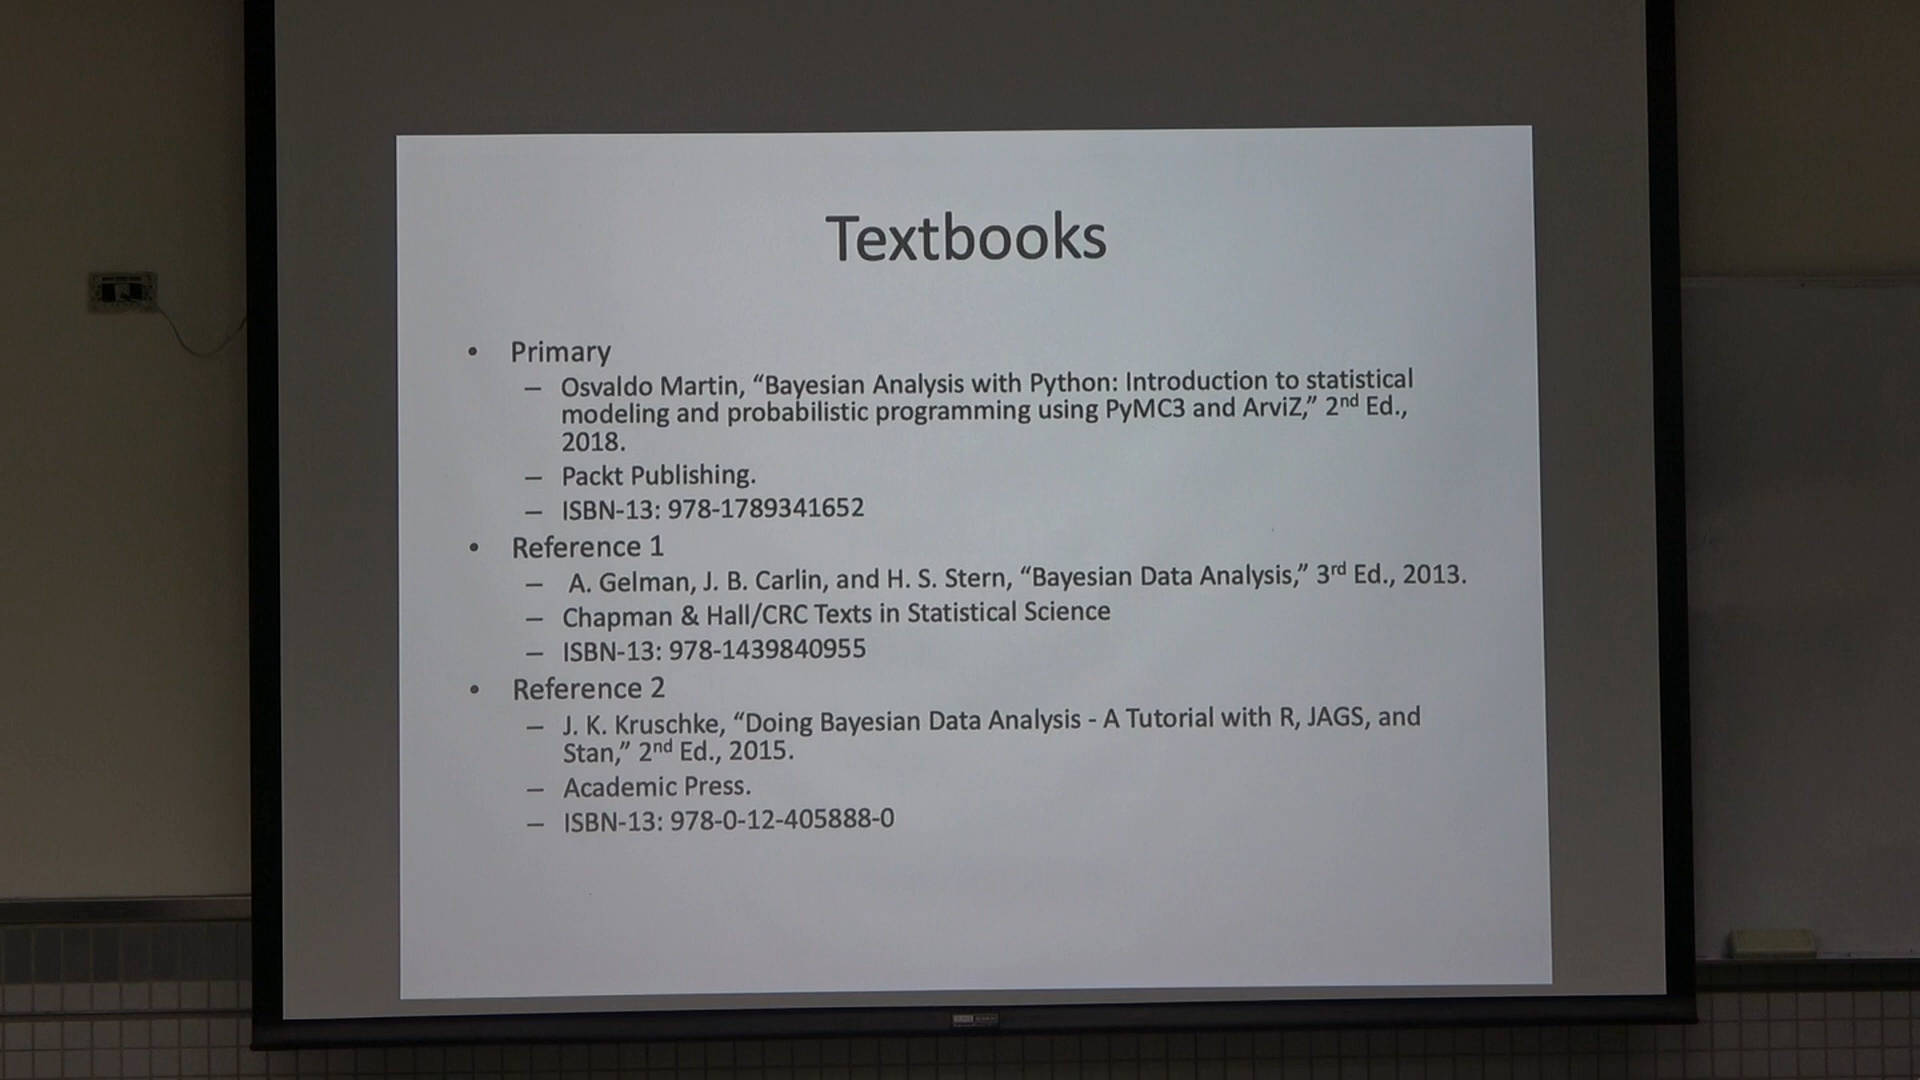 Textbooks
• Primary
– Osvaldo Martin, “Bayesian Analysis with Python: Introduction to statistical
modeling and probabilistic programming using PyMC3 and ArviZ,” 2nd Ed.,
2018.
– Packt Publishing.
– ISBN-13: 978-1789341652
• Reference 1
– A. Gelman, J. B. Carlin, and H. S. Stern, “Bayesian Data Analysis,” 3rd Ed., 2013.
– Chapman & Hall/CRC Texts in Statistical Science
– ISBN-13: 978-1439840955
• Reference 2
– J. K. Kruschke, “Doing Bayesian Data Analysis - A Tutorial with R, JAGS, and
Stan,” 2nd Ed., 2015.
– Academic Press.
– ISBN-13: 978-0-12-405888-0